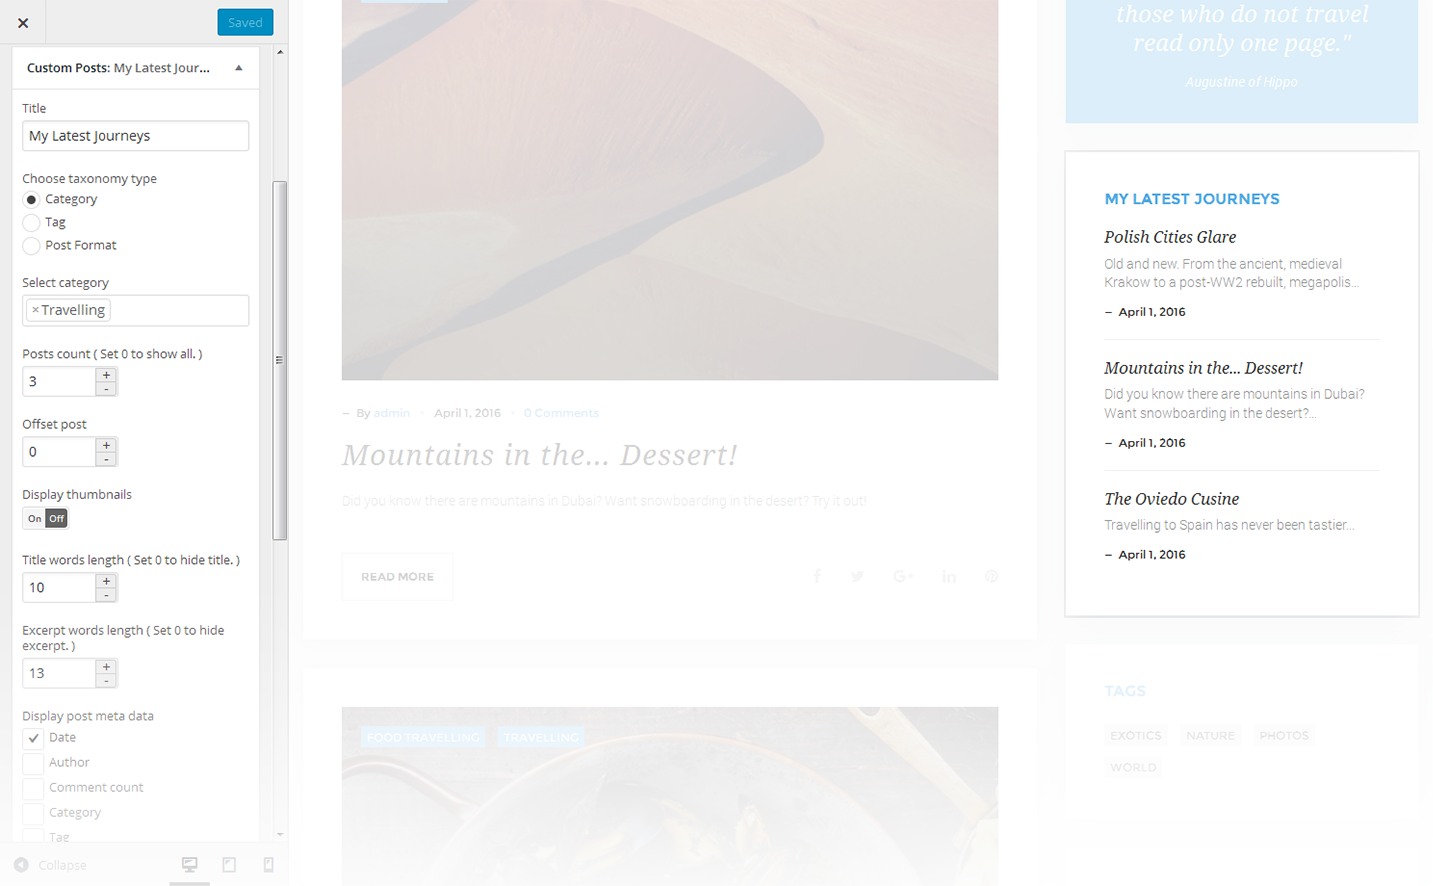 Saved
Custom Posts: My Latest Jour...
Title
My Latest Journeys
Choose taxonomy type
Category
Tag
Post Format
Select category
× Travelling
Posts count ( Set 0 to show all. )
3
+
-
Offset post
0
+
-
Display thumbnails
On Off
Title words length ( Set 0 to hide title. )
10
+
-
Excerpt words length ( Set 0 to hide
excerpt. )
13
+
-
Display post meta data
Date
Author
Comment count
Category
Tag
Collapse
– By admin • April 1, 2016 • 0 Comments
Mountains in the... Dessert!
Did you know there are mountains in Dubai? Want snowboarding in the desert? Try it out!
READ MORE
FOOD TRAVELLING TRAVELLING
those who do not travel
read only one page."
Augustine of Hippo
MY LATEST JOURNEYS
Polish Cities Glare
Old and new. From the ancient, medieval
Krakow to a post-WW2 rebuilt, megapolis...
– April 1, 2016
Mountains in the... Dessert!
Did you know there are mountains in Dubai?
Want snowboarding in the desert?...
– April 1, 2016
The Oviedo Cusine
Travelling to Spain has never been tastier...
– April 1, 2016
TAGS
EXOTICS NATURE PHOTOS
WORLD